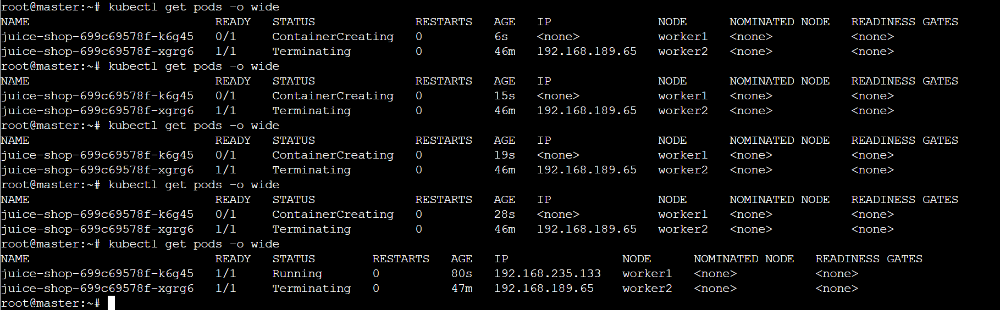 root@master:~# kubectl get pods -o wide
NAME                          READY   STATUS              RESTARTS   AGE   IP               NODE      NOMINATED NODE   READINESS GATES
juice-shop-699c69578f-k6g45   0/1     ContainerCreating   0          6s    <none>           worker1   <none>           <none>
juice-shop-699c69578f-xgrg6   1/1     Terminating         0          46m   192.168.189.65   worker2   <none>           <none>
root@master:~# kubectl get pods -o wide
NAME                          READY   STATUS              RESTARTS   AGE   IP               NODE      NOMINATED NODE   READINESS GATES
juice-shop-699c69578f-k6g45   0/1     ContainerCreating   0          15s   <none>           worker1   <none>           <none>
juice-shop-699c69578f-xgrg6   1/1     Terminating         0          46m   192.168.189.65   worker2   <none>           <none>
root@master:~# kubectl get pods -o wide
NAME                          READY   STATUS              RESTARTS   AGE   IP               NODE      NOMINATED NODE   READINESS GATES
juice-shop-699c69578f-k6g45   0/1     ContainerCreating   0          19s   <none>           worker1   <none>           <none>
juice-shop-699c69578f-xgrg6   1/1     Terminating         0          46m   192.168.189.65   worker2   <none>           <none>
root@master:~# kubectl get pods -o wide
NAME                          READY   STATUS              RESTARTS   AGE   IP               NODE      NOMINATED NODE   READINESS GATES
juice-shop-699c69578f-k6g45   0/1     ContainerCreating   0          28s   <none>           worker1   <none>           <none>
juice-shop-699c69578f-xgrg6   1/1     Terminating         0          46m   192.168.189.65   worker2   <none>           <none>
root@master:~# kubectl get pods -o wide
NAME                          READY   STATUS        RESTARTS   AGE   IP                NODE      NOMINATED NODE   READINESS GATES
juice-shop-699c69578f-k6g45   1/1     Running       0          80s   192.168.235.133   worker1   <none>           <none>
juice-shop-699c69578f-xgrg6   1/1     Terminating   0          47m   192.168.189.65    worker2   <none>           <none>
root@master:~#